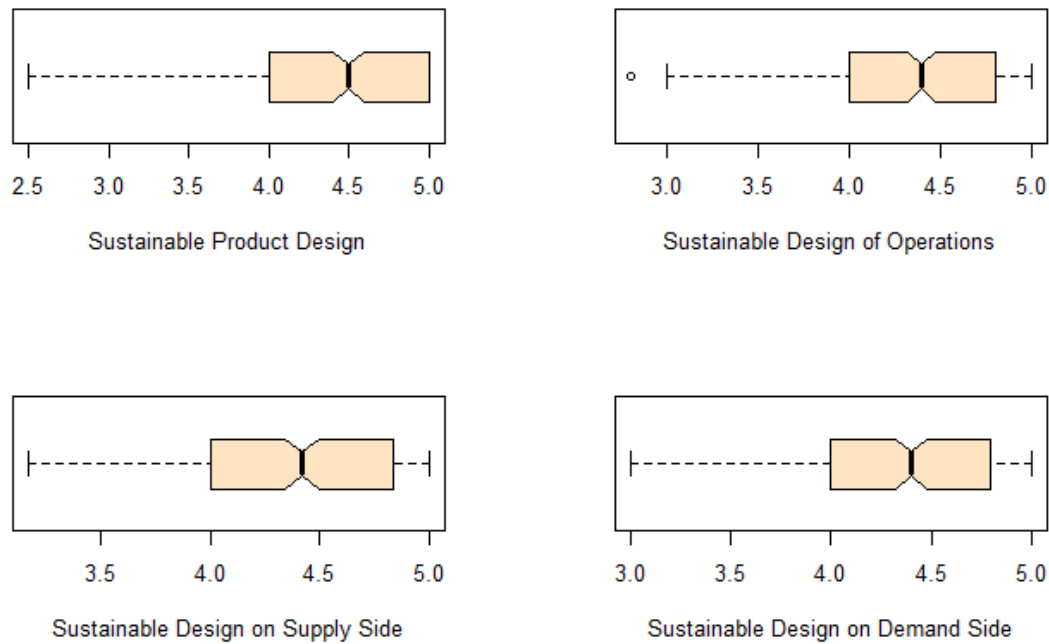 2.5 3.0 3.5 4.0 4.5 5.0
Sustainable Product Design
3.0 3.5 4.0 4.5 5.0
Sustainable Design of Operations
3.5 4.0 4.5 5.0
Sustainable Design on Supply Side
3.0 3.5 4.0 4.5 5.0
Sustainable Design on Demand Side